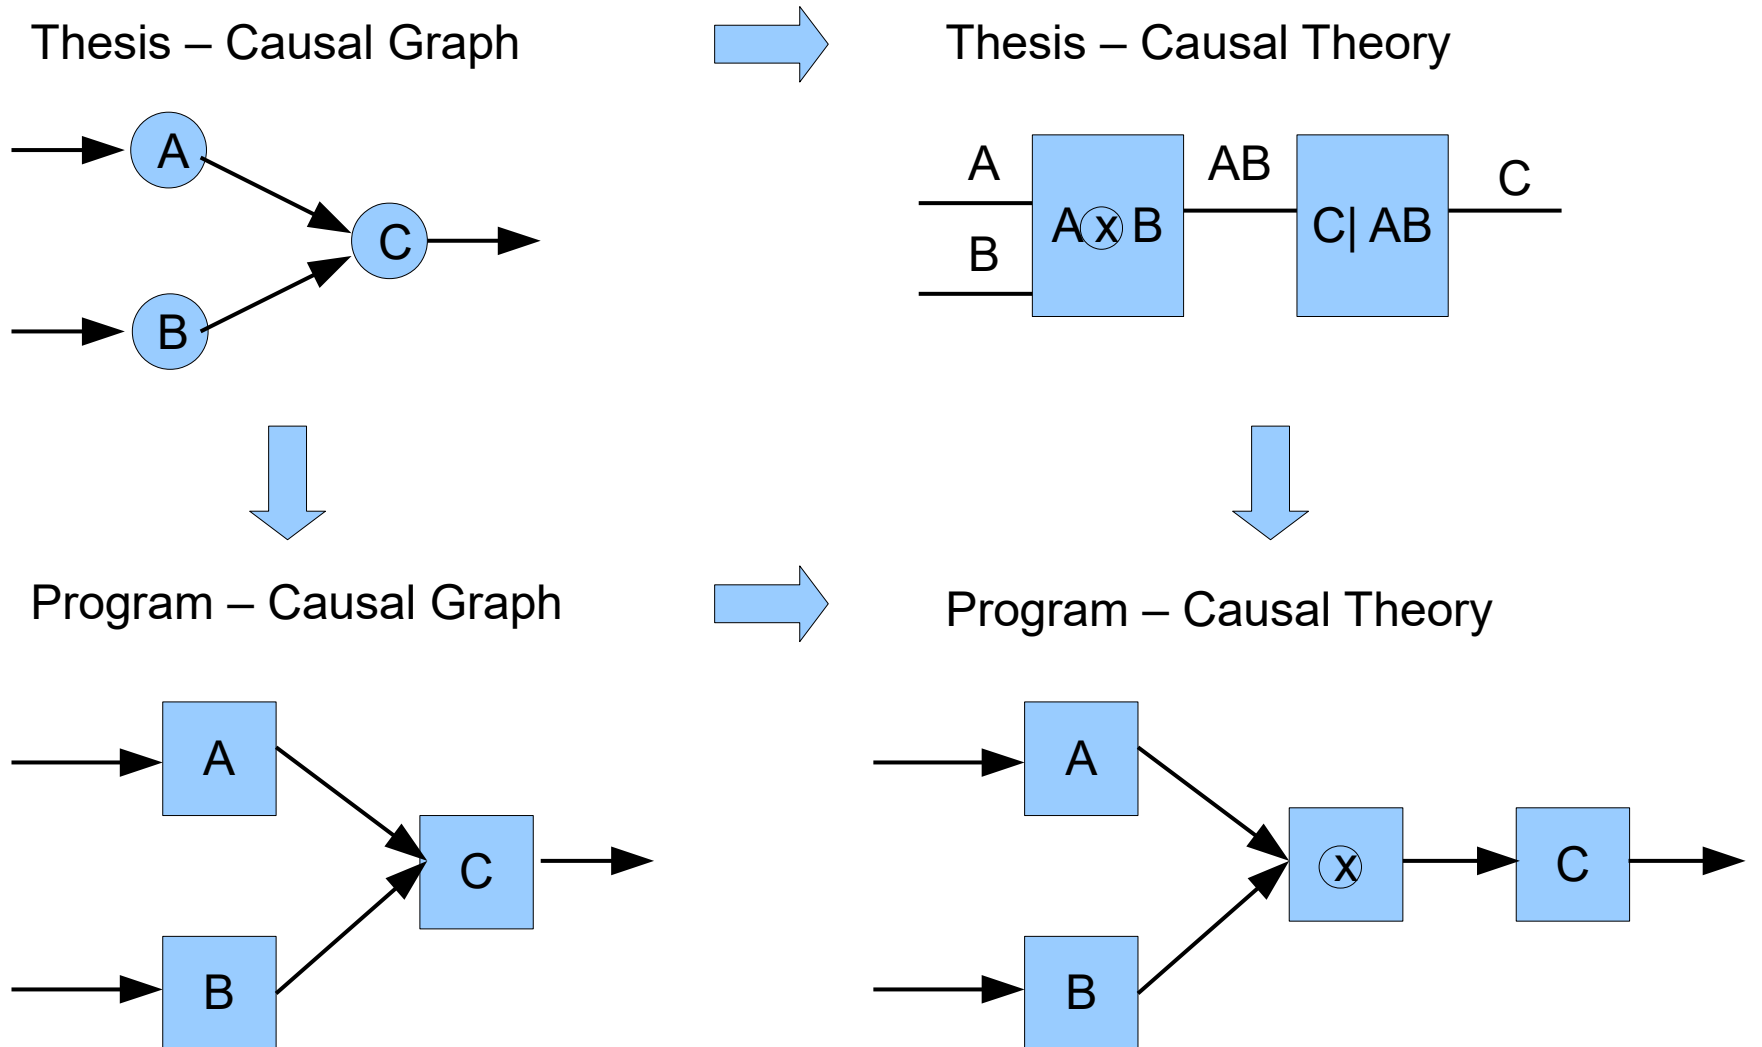 Thesis – Causal Graph
A
B
C
Thesis – Causal Theory
A
B
A ⓧ B
AB
C| AB
C
Program – Causal Graph
A
B
C
Program – Causal Theory
A
B
ⓧ
C